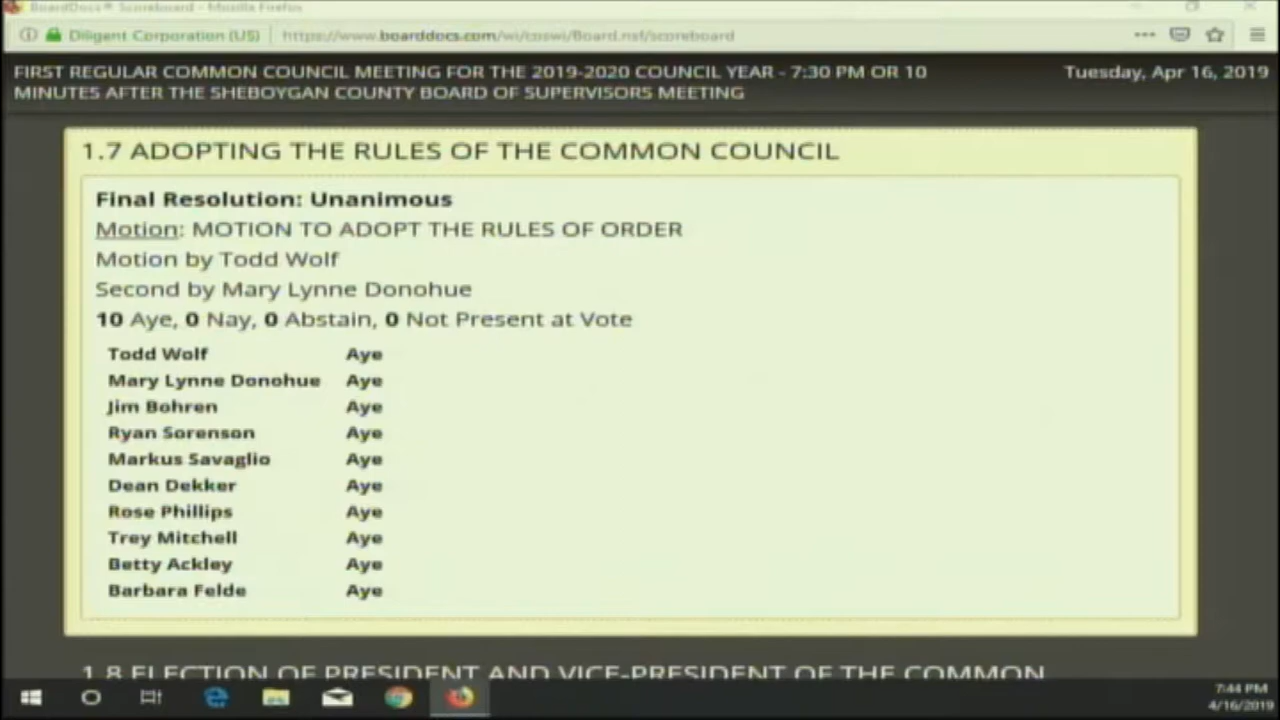 BoardDocs® Scoreboard - Mozilla Firefox
Diligent Corporation (US) https://www.boarddocs.com/wi/coswi/Board.nsf/scoreboard
FIRST REGULAR COMMON COUNCIL MEETING FOR THE 2019-2020 COUNCIL YEAR - 7:30 PM OR 10
MINUTES AFTER THE SHEBOYGAN COUNTY BOARD OF SUPERVISORS MEETING
Tuesday, Apr 16, 2019
1.7 ADOPTING THE RULES OF THE COMMON COUNCIL
Final Resolution: Unanimous
Motion: MOTION TO ADOPT THE RULES OF ORDER
Motion by Todd Wolf
Second by Mary Lynne Donohue
10 Aye, 0 Nay, 0 Abstain, 0 Not Present at Vote
Todd Wolf Aye
Mary Lynne Donohue Aye
Jim Bohren Aye
Ryan Sorenson Aye
Markus Savaglio Aye
Dean Dekker Aye
Rose Phillips Aye
Trey Mitchell Aye
Betty Ackley Aye
Barbara Felde Aye
1.8 ELECTION OF PRESIDENT AND VICE-PRESIDENT OF THE COMMON
7:44 PM
4/16/2019